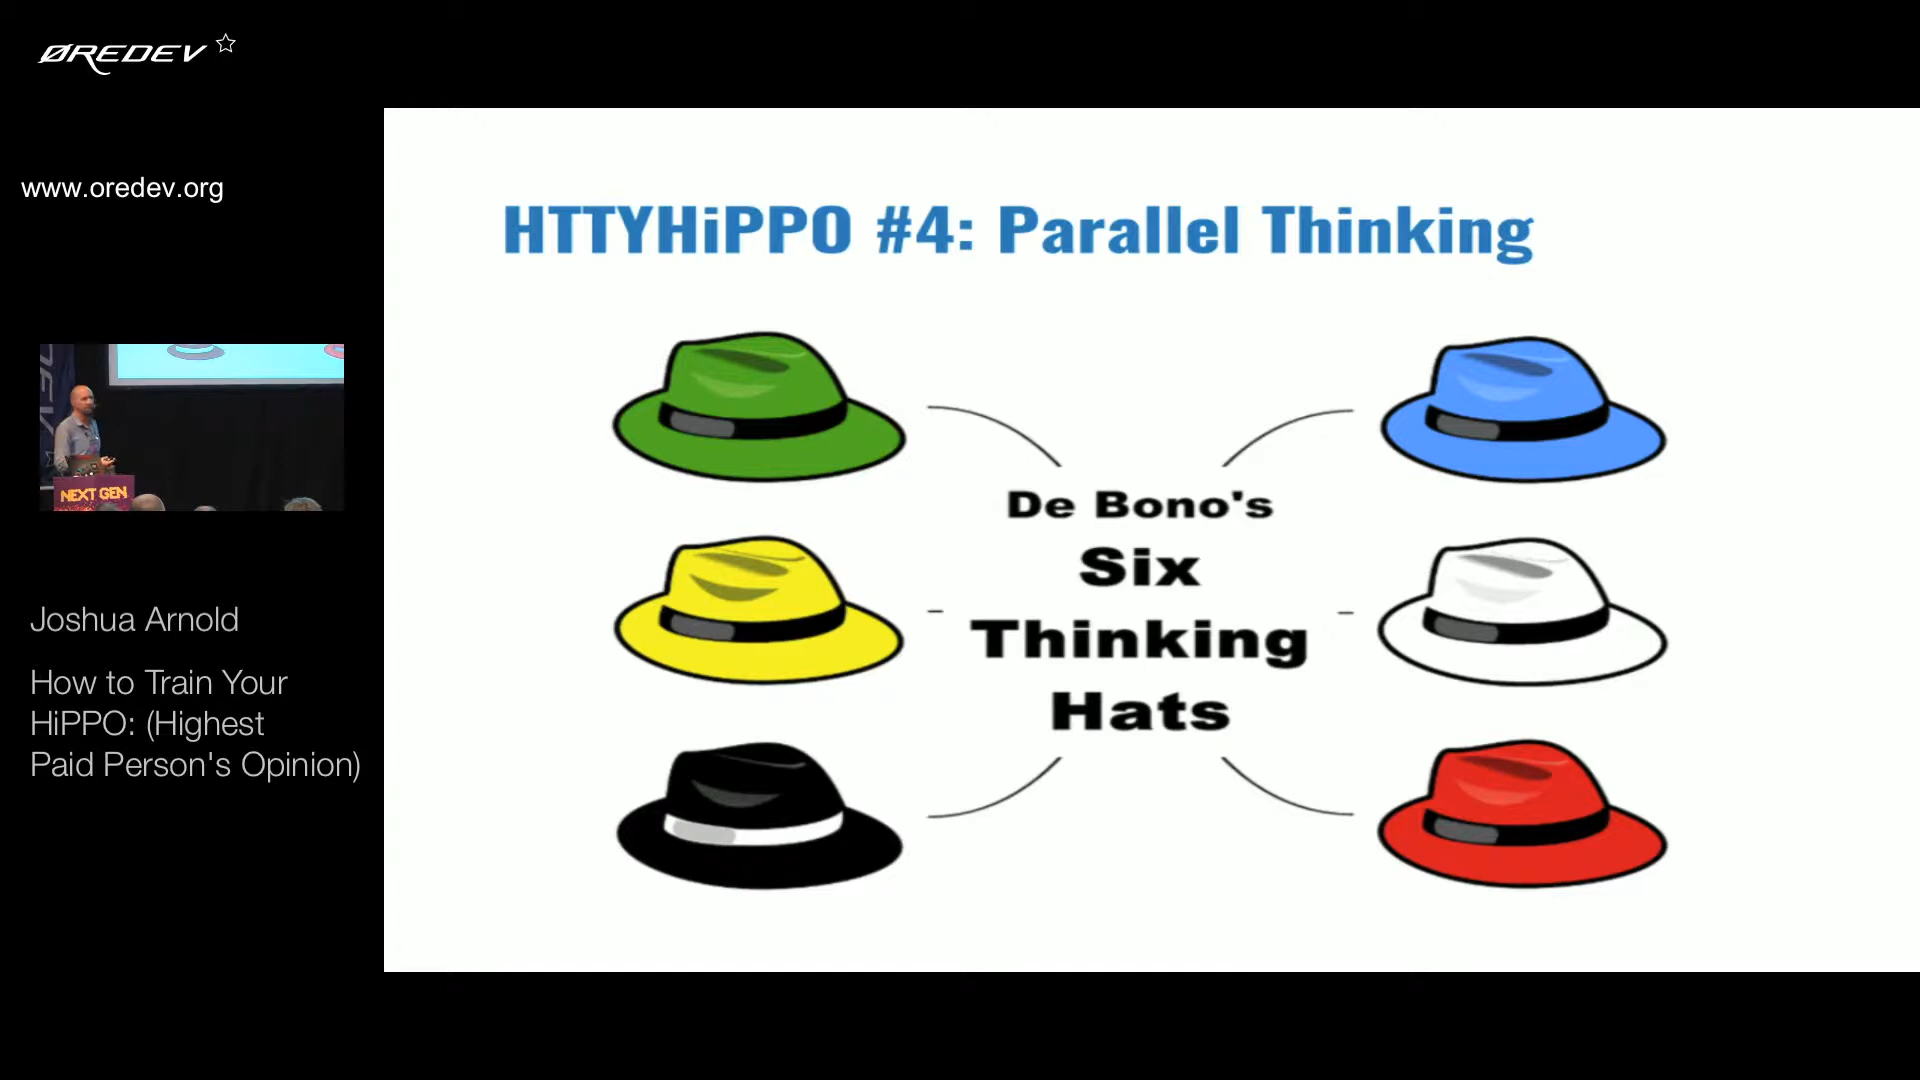 ØREDEV
www.oredev.org
HTTYHiPPO #4: Parallel Thinking
De Bono's
Six
Thinking
Hats
NEXT GEN
Joshua Arnold
How to Train Your
HiPPO: (Highest
Paid Person's Opinion)